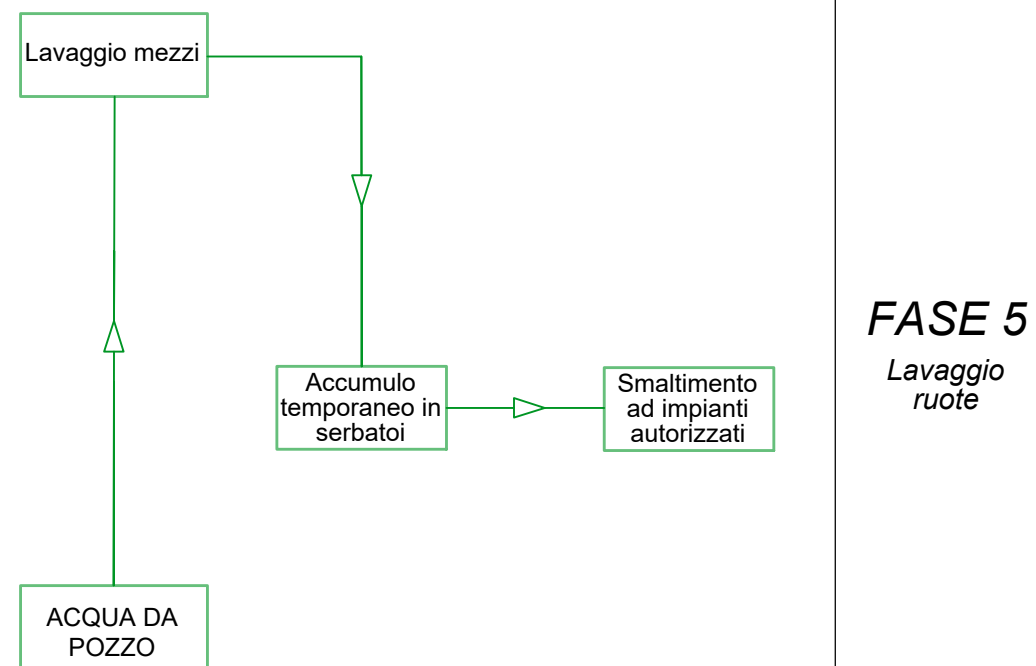 Lavaggio mezzi
Accumulo
temporaneo in
serbatoi
Smaltimento
ad impianti
autorizzati
ACQUA DA
POZZO
FASE 5
Lavaggio
ruote